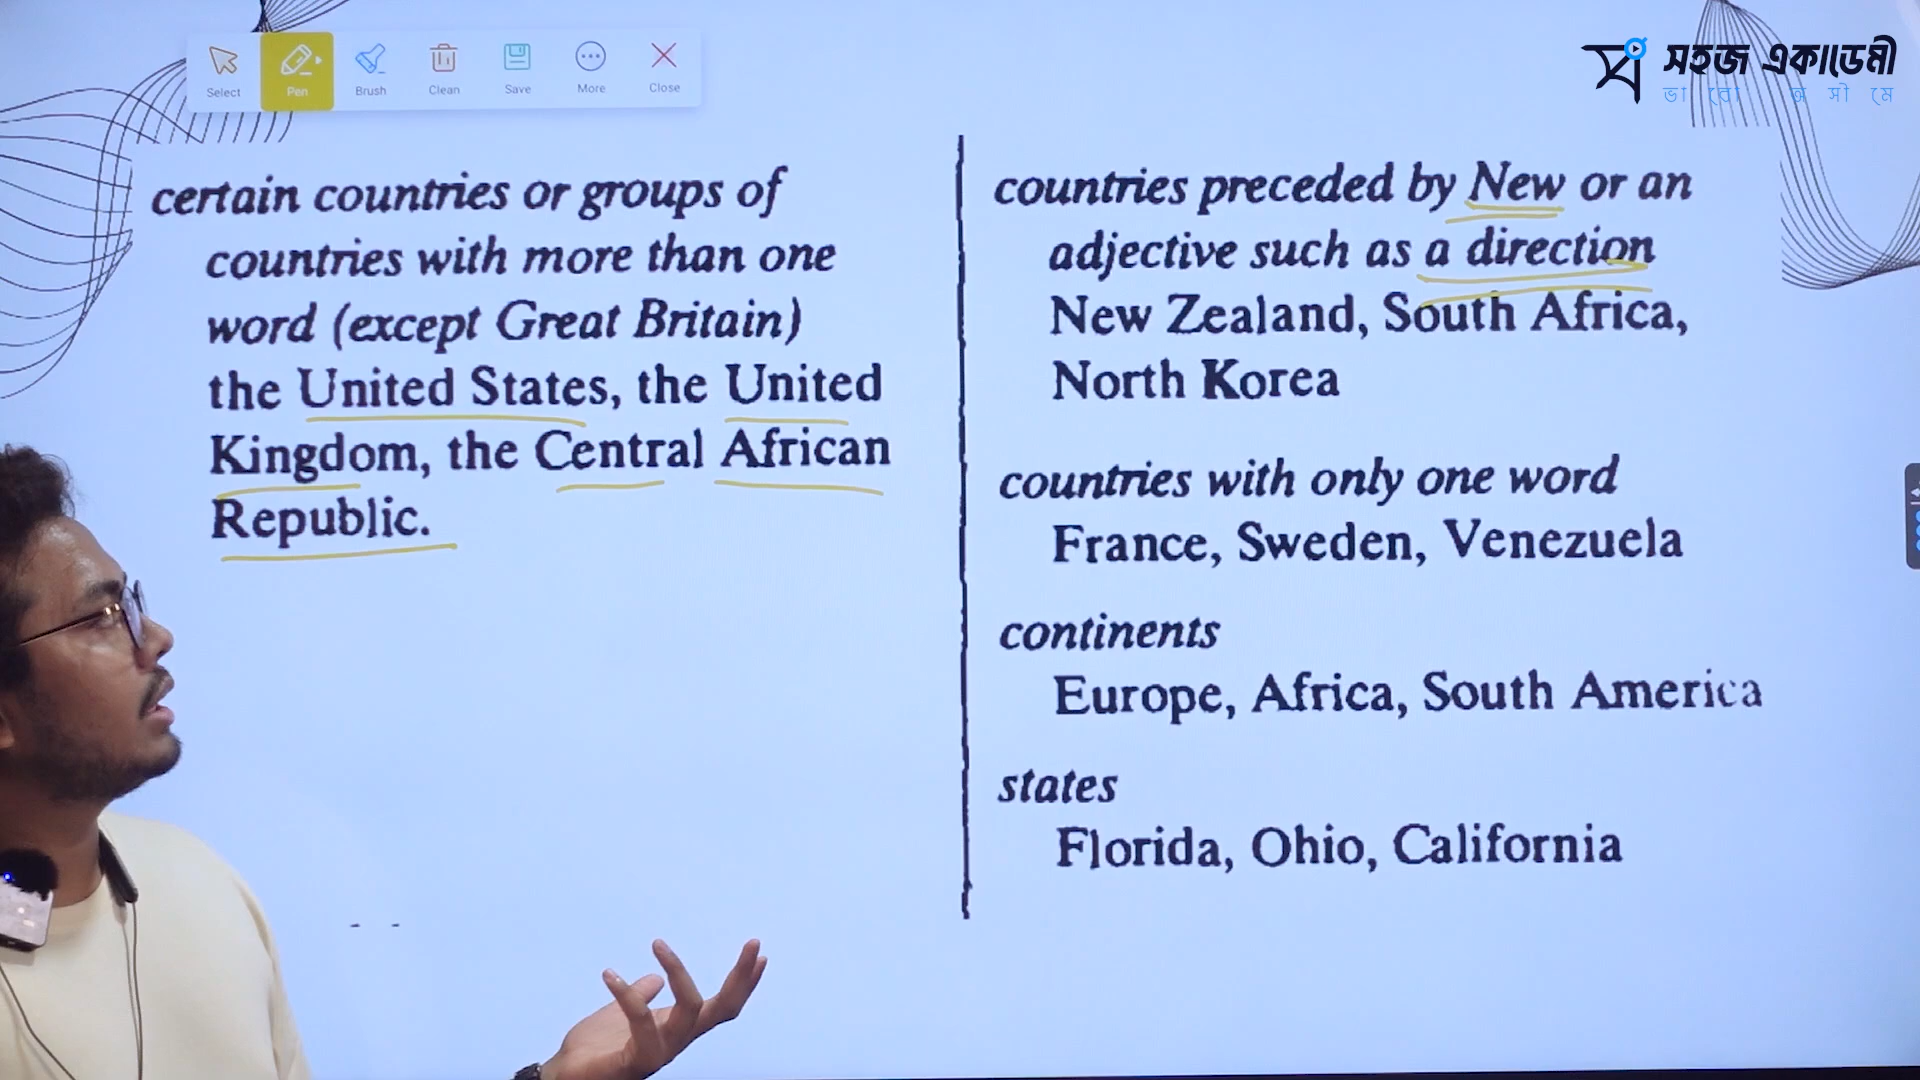 Select Pen Brush Clean Save More Close
সহজ একাডেমী
certain countries or groups of
countries with more than one
word (except Great Britain)
the United States, the United
Kingdom, the Central African
Republic.
countries preceded by New or an
adjective such as a direction
New Zealand, South Africa,
North Korea
countries with only one word
France, Sweden, Venezuela
continents
Europe, Africa, South America
states
Florida, Ohio, California